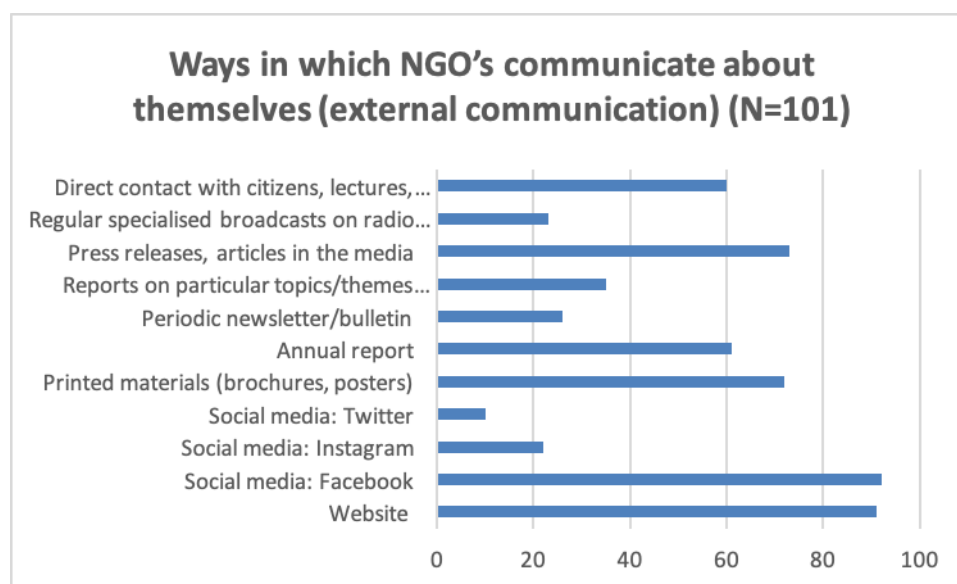 Ways in which NGO's communicate about
themselves (external communication) (N=101)
Direct contact with citizens, lectures,...
Regular specialised broadcasts on radio...
Press releases, articles in the media
Reports on particular topics/themes...
Periodic newsletter/bulletin
Annual report
Printed materials (brochures, posters)
Social media: Twitter
Social media: Instagram
Social media: Facebook
Website
0 20 40 60 80 100